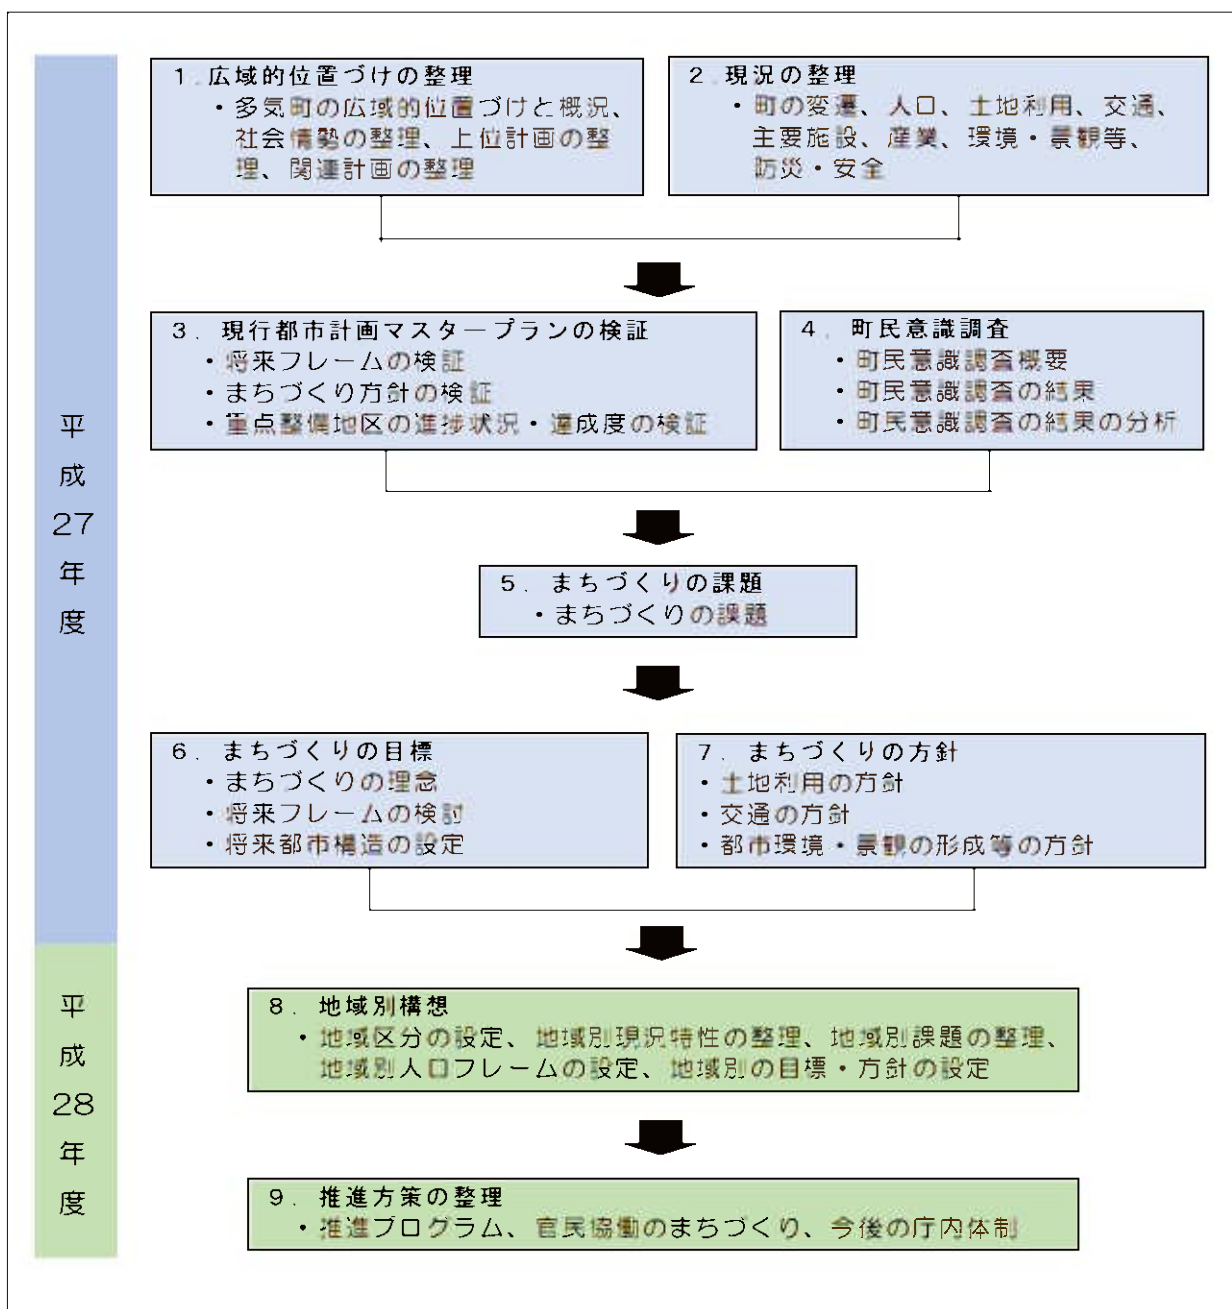 平成27年度
1．広域的位置づけの整理
・多気町の広域的位置づけと概況、
社会情勢の整理、上位計画の整
理、関連計画の整理
2．現況の整理
・町の変遷、人口、土地利用、交通、
主要施設、産業、環境・景観等、
防災・安全
3．現行都市計画マスタープランの検証
・将来フレームの検証
・まちづくり方針の検証
・重点整備地区の進捗状況・達成度の検証
4．町民意識調査
・町民意識調査概要
・町民意識調査の結果
・町民意識調査の結果の分析
5．まちづくりの課題
・まちづくりの課題
6．まちづくりの目標
・まちづくりの理念
・将来フレームの検討
・将来都市構造の設定
7．まちづくりの方針
・土地利用の方針
・交通の方針
・都市環境・景観の形成等の方針
平成28年度
8．地域別構想
・地域区分の設定、地域別現況特性の整理、地域別課題の整理、
地域別人口フレームの設定、地域別の目標・方針の設定
9．推進方策の整理
・推進プログラム、官民協働のまちづくり、今後の庁内体制